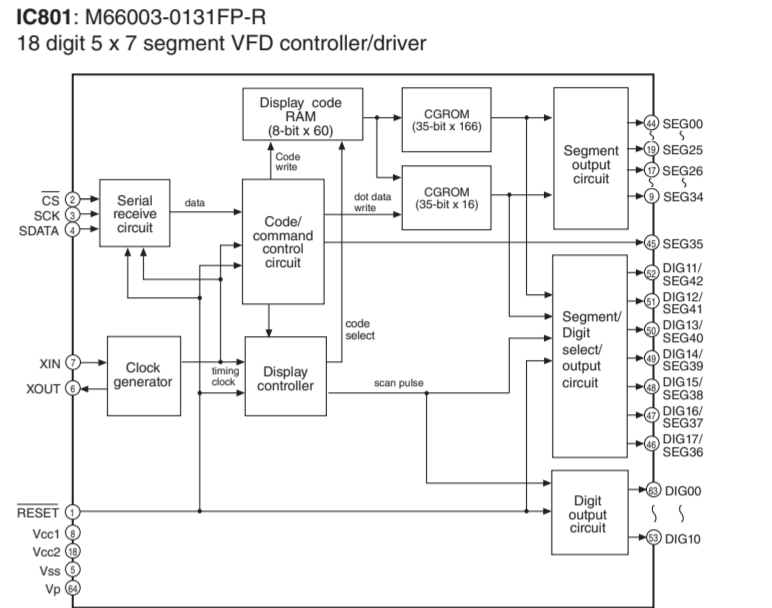 IC801: M66003-0131FP-R
18 digit 5 x 7 segment VFD controller/driver
Display code
RAM
(8-bit x 60)
CGROM
(35-bit x 166)
Segment
output
circuit
44 SEG00
19 SEG25
17 SEG26
9 SEG34
Code
write
CGROM
(35-bit x 16)
CS 2
SCK 3
SDATA 4
Serial
receive
circuit
data
Code/
command
control
circuit
dot data
write
45 SEG35
Segment/
Digit
select/
output
circuit
52 DIG11/
SEG42
51 DIG12/
SEG41
50 DIG13/
SEG40
49 DIG14/
SEG39
48 DIG15/
SEG38
47 DIG16/
SEG37
46 DIG17/
SEG36
code
select
XIN 7
XOUT 6
Clock
generator
timing
clock
Display
controller
scan pulse
Digit
output
circuit
63 DIG00
53 DIG10
RESET 1
Vcc1 8
Vcc2 18
Vss 5
Vp 64